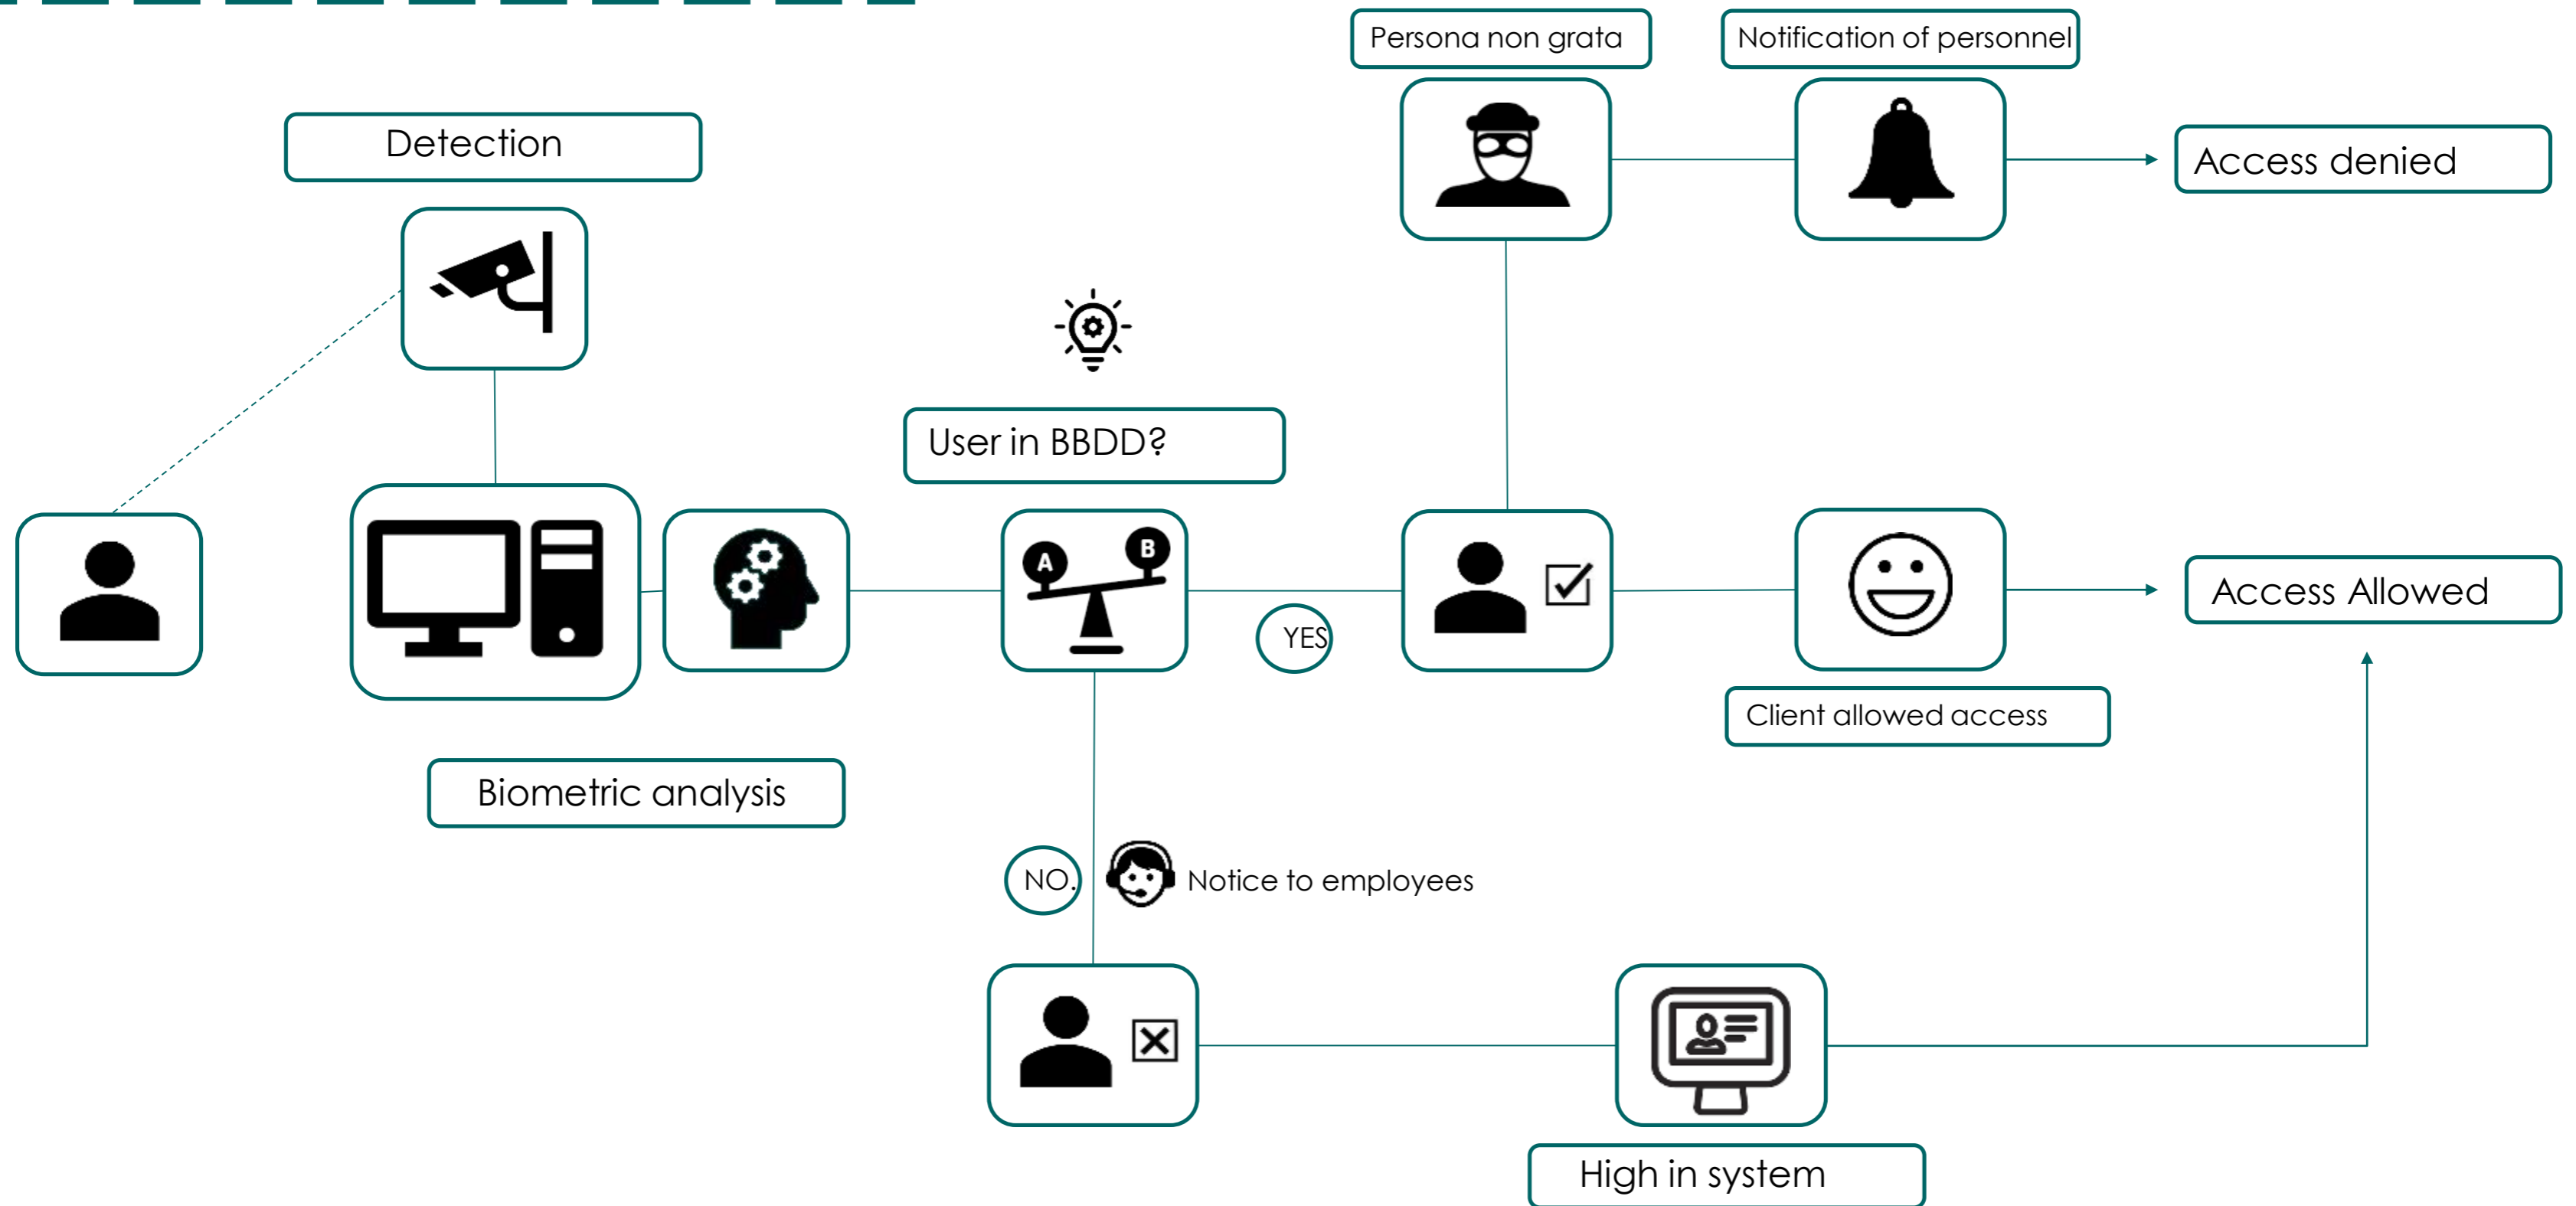 Persona non grata
Notification of personnel
Detection
Access denied
User in BBDD?
A
B
YES
Access Allowed
Client allowed access
Biometric analysis
NO.
Notice to employees
High in system